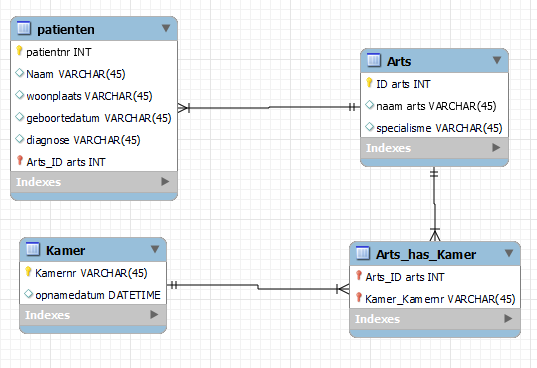 patienten
patientnr INT
Naam VARCHAR(45)
woonplaats VARCHAR(45)
geboortedatum VARCHAR(45)
diagnose VARCHAR(45)
Arts_ID arts INT
Indexes
Arts
ID arts INT
naam arts VARCHAR(45)
specialisme VARCHAR(45)
Indexes
Kamer
Kamernr VARCHAR(45)
opnamedatum DATETIME
Indexes
Arts_has_Kamer
Arts_ID arts INT
Kamer_Kamernr VARCHAR(45)
Indexes